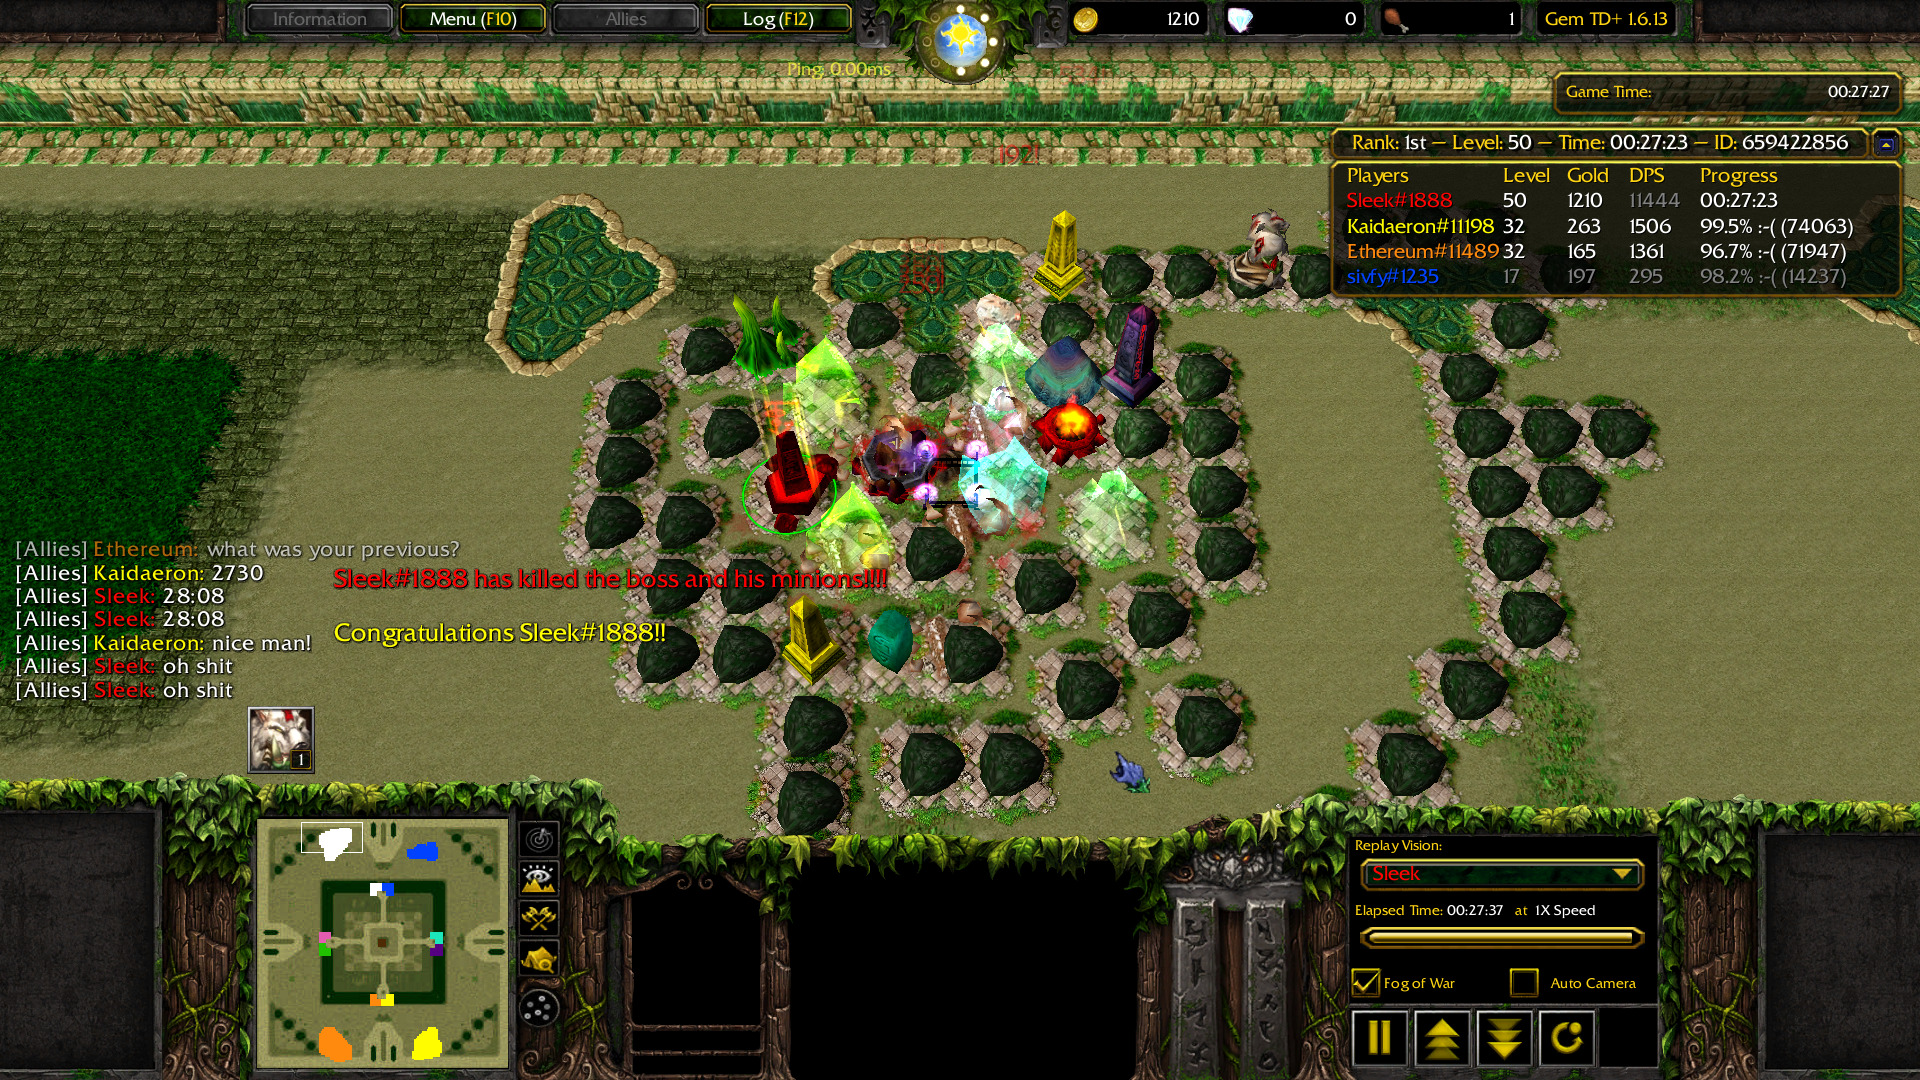 Information
Menu (F10)
Allies
Log (F12)
1210
0
1
Gem TD+ 1.6.13
Ping: 0.00ms
Game Time: 00:27:27
192!
Rank: 1st — Level: 50 — Time: 00:27:23 — ID: 659422856
Players Level Gold DPS Progress
Sleek#1888 50 1210 11444 00:27:23
Kaidaeron#11198 32 263 1506 99.5% :-( (74063)
Ethereum#11489 32 165 1361 96.7% :-( (71947)
sivfy#1235 17 197 295 98.2% :-( (14237)
[Allies] Ethereum: what was your previous?
[Allies] Kaidaeron: 2730
[Allies] Sleek: 28:08
[Allies] Sleek: 28:08
[Allies] Kaidaeron: nice man!
[Allies] Sleek: oh shit
[Allies] Sleek: oh shit
Sleek#1888 has killed the boss and his minions!!!!
Congratulations Sleek#1888!!
1
Replay Vision:
Sleek
Elapsed Time: 00:27:37 at 1X Speed
Fog of War
Auto Camera